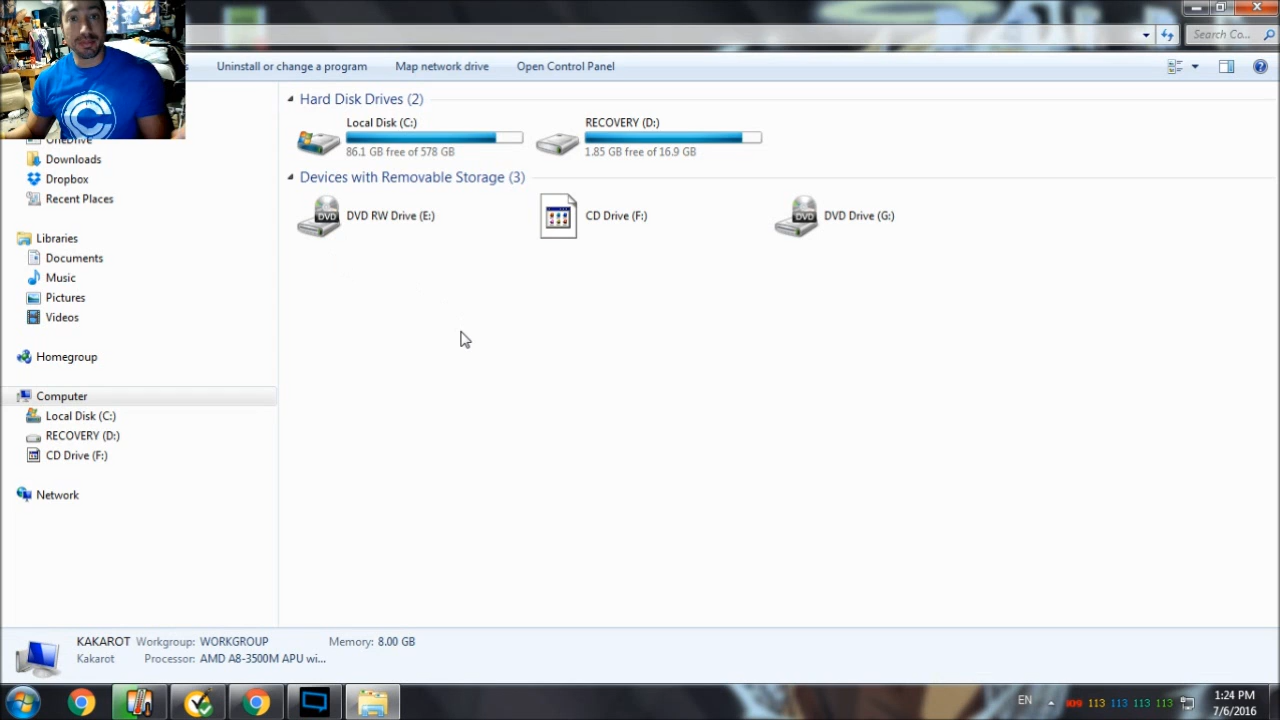 Search Co...
Uninstall or change a program
Map network drive
Open Control Panel
Hard Disk Drives (2)
Local Disk (C:)
86.1 GB free of 578 GB
RECOVERY (D:)
1.85 GB free of 16.9 GB
Devices with Removable Storage (3)
DVD RW Drive (E:)
CD Drive (F:)
DVD Drive (G:)
OneDrive
Downloads
Dropbox
Recent Places
Libraries
Documents
Music
Pictures
Videos
Homegroup
Computer
Local Disk (C:)
RECOVERY (D:)
CD Drive (F:)
Network
KAKAROT Workgroup: WORKGROUP Memory: 8.00 GB
Kakarot Processor: AMD A8-3500M APU wi...
EN
113 113 113 113
1:24 PM
7/6/2016